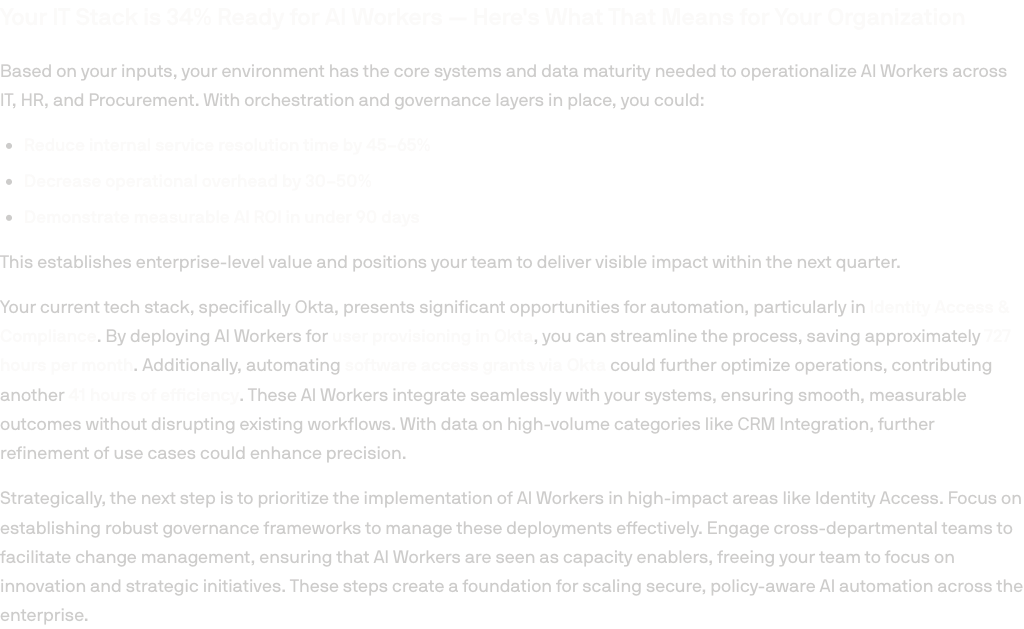 Your IT Stack is 34% Ready for AI Workers — Here's What That Means for Your Organization
Based on your inputs, your environment has the core systems and data maturity needed to operationalize AI Workers across
IT, HR, and Procurement. With orchestration and governance layers in place, you could:
• Reduce internal service resolution time by 45–65%
• Decrease operational overhead by 30–50%
• Demonstrate measurable AI ROI in under 90 days
This establishes enterprise-level value and positions your team to deliver visible impact within the next quarter.
Your current tech stack, specifically Okta, presents significant opportunities for automation, particularly in Identity Access &
Compliance. By deploying AI Workers for user provisioning in Okta, you can streamline the process, saving approximately 727
hours per month. Additionally, automating software access grants via Okta could further optimize operations, contributing
another 41 hours of efficiency. These AI Workers integrate seamlessly with your systems, ensuring smooth, measurable
outcomes without disrupting existing workflows. With data on high-volume categories like CRM Integration, further
refinement of use cases could enhance precision.
Strategically, the next step is to prioritize the implementation of AI Workers in high-impact areas like Identity Access. Focus on
establishing robust governance frameworks to manage these deployments effectively. Engage cross-departmental teams to
facilitate change management, ensuring that AI Workers are seen as capacity enablers, freeing your team to focus on
innovation and strategic initiatives. These steps create a foundation for scaling secure, policy-aware AI automation across the
enterprise.